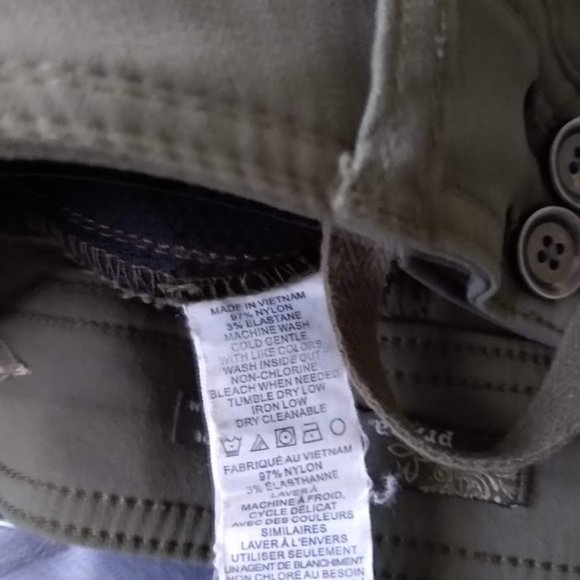 MADE IN VIETNAM
97% NYLON
3% ELASTANE
MACHINE WASH
COLD GENTLE
WITH LIKE COLORS
WASH INSIDE OUT
NON-CHLORINE
BLEACH WHEN NEEDED
TUMBLE DRY LOW
IRON LOW
DRY CLEANABLE
FABRIQUÉ AU VIETNAM
97% NYLON
3% ÉLASTHANNE
LAVER À
MACHINE À FROID,
CYCLE DÉLICAT
AVEC DES COULEURS
SIMILAIRES
LAVER À L'ENVERS
UTILISER SEULEMENT
UN AGENT DE BLANCHIMENT
NON CHLORÉ AU BESOIN